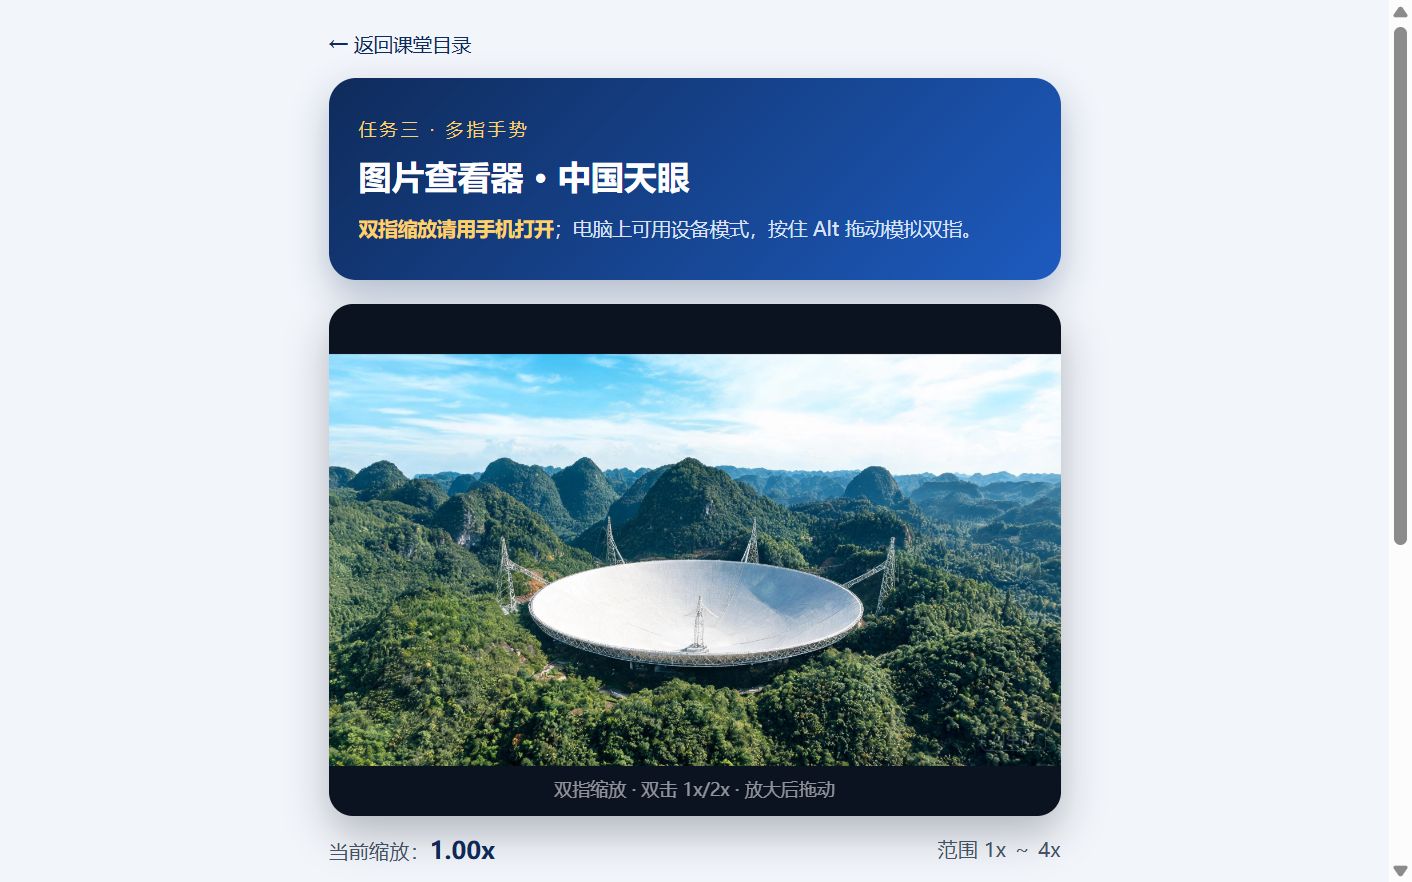 ← 返回课堂目录
任务三 · 多指手势
图片查看器 · 中国天眼
双指缩放请用手机打开；电脑上可用设备模式，按住 Alt 拖动模拟双指。
双指缩放 · 双击 1x/2x · 放大后拖动
当前缩放：1.00x
范围 1x ~ 4x